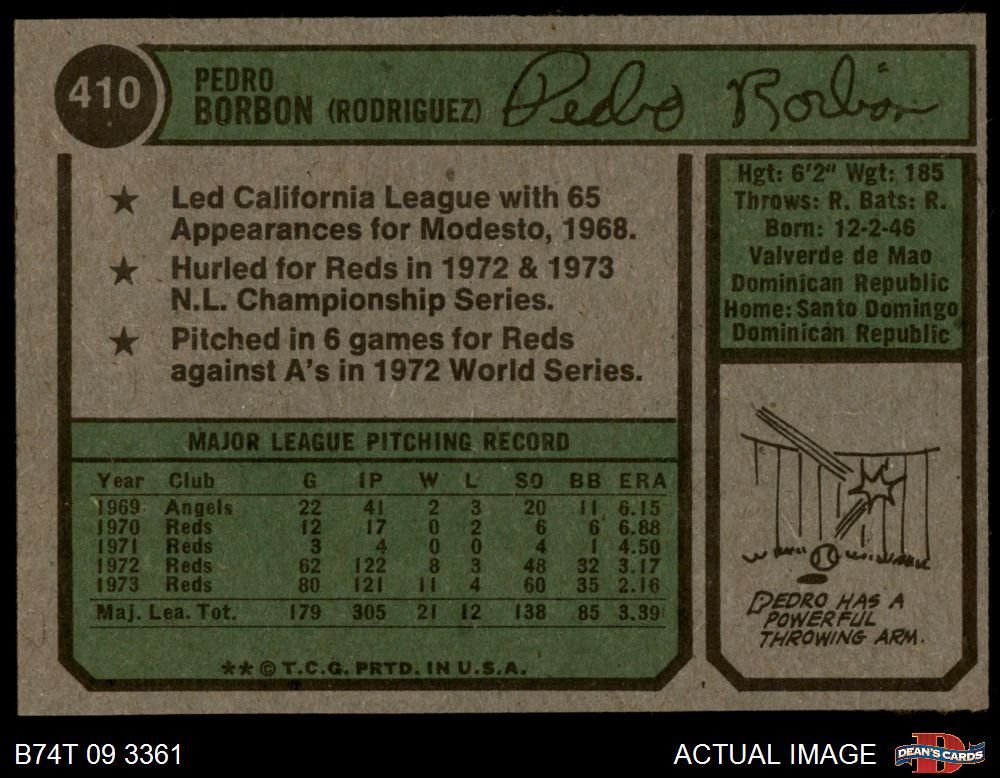 410
PEDRO
BORBON (RODRIGUEZ)
Pedro Borbon
★ Led California League with 65
Appearances for Modesto, 1968.
★ Hurled for Reds in 1972 & 1973
N.L. Championship Series.
★ Pitched in 6 games for Reds
against A's in 1972 World Series.
Hgt: 6'2" Wgt: 185
Throws: R. Bats: R.
Born: 12-2-46
Valverde de Mao
Dominican Republic
Home: Santo Domingo
Dominican Republic
MAJOR LEAGUE PITCHING RECORD
Year Club G IP W L SO BB ERA
1969 Angels 22 41 2 3 20 11 6.15
1970 Reds 12 17 0 2 6 6 6.88
1971 Reds 3 4 0 0 4 1 4.50
1972 Reds 62 122 8 3 48 32 3.17
1973 Reds 80 121 11 4 60 35 2.16
Maj. Lea. Tot. 179 305 21 12 138 85 3.39
**© T.C.G. PRTD. IN U.S.A.
PEDRO HAS A
POWERFUL
THROWING ARM.
B74T 09 3361
ACTUAL IMAGE
DEAN'S CARDS